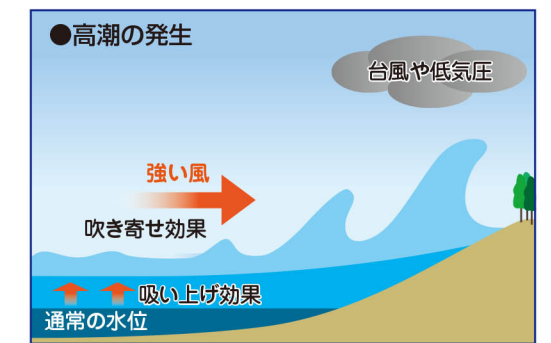 ●高潮の発生
台風や低気圧
強い風
吹き寄せ効果
吸い上げ効果
通常の水位